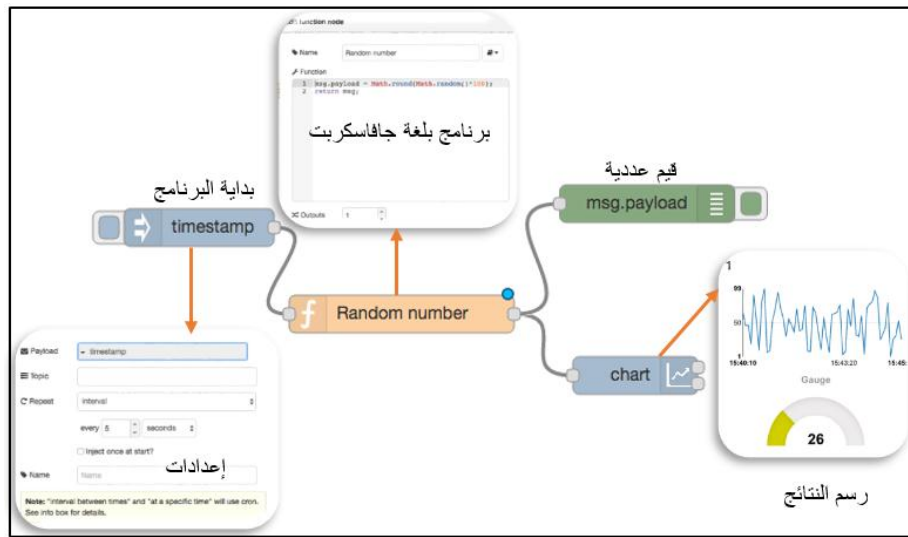 function node
Name
Random number
Function
1 msg.payload = Math.round(Math.random()*100);
2 return msg;
برنامج بلغة جافاسكربت
Outputs
1
بداية البرنامج
timestamp
قيم عددية
msg.payload
f Random number
chart
1
99
50
1
15:40:10
15:43:20
15:45:
Gauge
26
رسم النتائج
Payload
timestamp
Topic
Repeat
interval
every 5 seconds
Inject once at start?
إعدادات
Name
Name
Note: "interval between times" and "at a specific time" will use cron.
See info box for details.